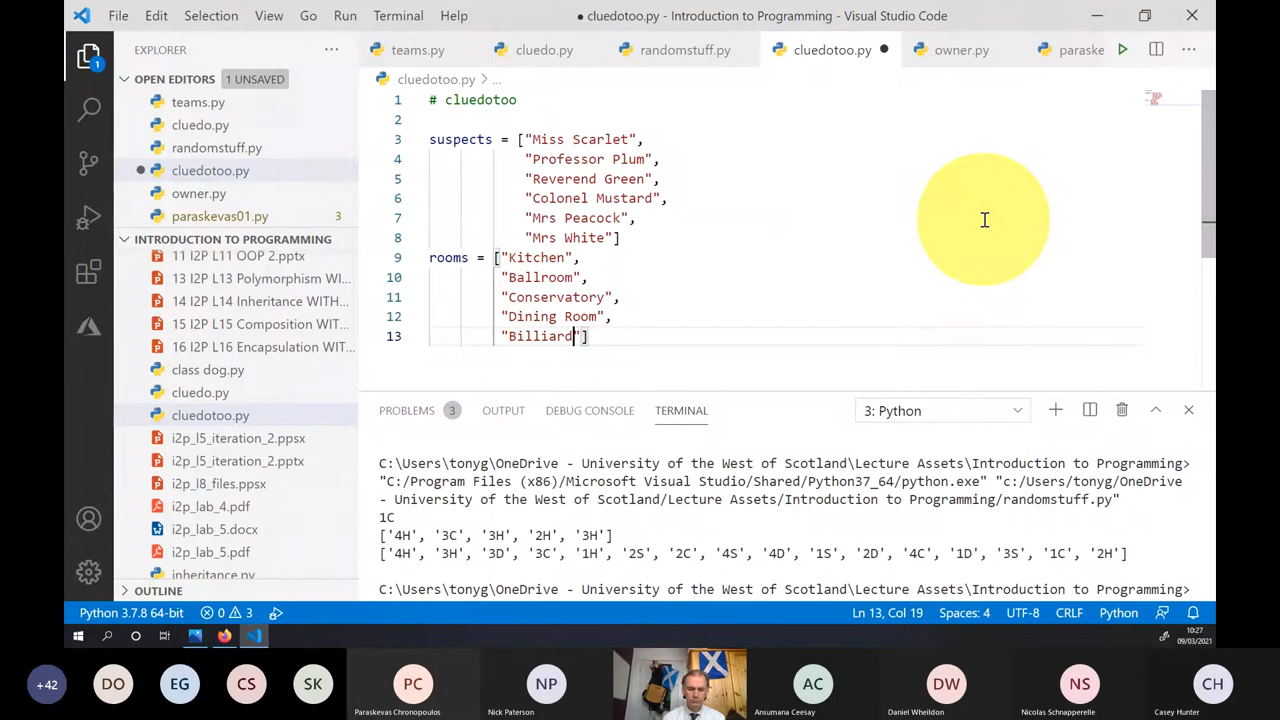 File Edit Selection View Go Run Terminal Help
● cluedotoo.py - Introduction to Programming - Visual Studio Code
EXPLORER
OPEN EDITORS 1 UNSAVED
teams.py
cluedo.py
randomstuff.py
cluedotoo.py
owner.py
paraskevas01.py 3
INTRODUCTION TO PROGRAMMING
11 I2P L11 OOP 2.pptx
13 I2P L13 Polymorphism WI...
14 I2P L14 Inheritance WITH...
15 I2P L15 Composition WIT...
16 I2P L16 Encapsulation WIT...
class dog.py
cluedo.py
cluedotoo.py
i2p_l5_iteration_2.ppsx
i2p_l5_iteration_2.pptx
i2p_l8_files.ppsx
i2p_lab_4.pdf
i2p_lab_5.docx
i2p_lab_5.pdf
inheritance.py
OUTLINE
1
teams.py cluedo.py randomstuff.py cluedotoo.py ● owner.py paraske
cluedotoo.py > ...
1 # cluedotoo
2
3 suspects = ["Miss Scarlet",
4 "Professor Plum",
5 "Reverend Green",
6 "Colonel Mustard",
7 "Mrs Peacock",
8 "Mrs White"]
9 rooms = ["Kitchen",
10 "Ballroom",
11 "Conservatory",
12 "Dining Room",
13 "Billiard"]
PROBLEMS 3 OUTPUT DEBUG CONSOLE TERMINAL 3: Python
C:\Users\tonyg\OneDrive - University of the West of Scotland\Lecture Assets\Introduction to Programming>
"C:/Program Files (x86)/Microsoft Visual Studio/Shared/Python37_64/python.exe" "c:/Users/tonyg/OneDrive
- University of the West of Scotland/Lecture Assets/Introduction to Programming/randomstuff.py"
1C
['4H', '3C', '3H', '2H', '3H']
['4H', '3H', '3D', '3C', '1H', '2S', '2C', '4S', '4D', '1S', '2D', '4C', '1D', '3S', '1C', '2H']
C:\Users\tonyg\OneDrive - University of the West of Scotland\Lecture Assets\Introduction to Programming>
Python 3.7.8 64-bit 0 3 Ln 13, Col 19 Spaces: 4 UTF-8 CRLF Python
10:27
09/03/2021
+42 DO EG CS SK PC NP AC DW NS CH
Paraskevas Chronopoulos Nick Paterson Ansumana Ceesay Daniel Wheildon Nicolas Schnapperelle Casey Hunter